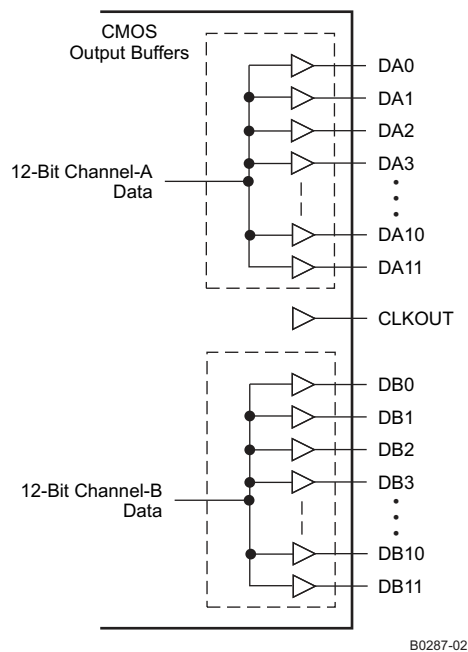 CMOS
Output Buffers
DA0
DA1
DA2
12-Bit Channel-A
Data
DA3
DA10
DA11
CLKOUT
DB0
DB1
DB2
12-Bit Channel-B
Data
DB3
DB10
DB11
B0287-02